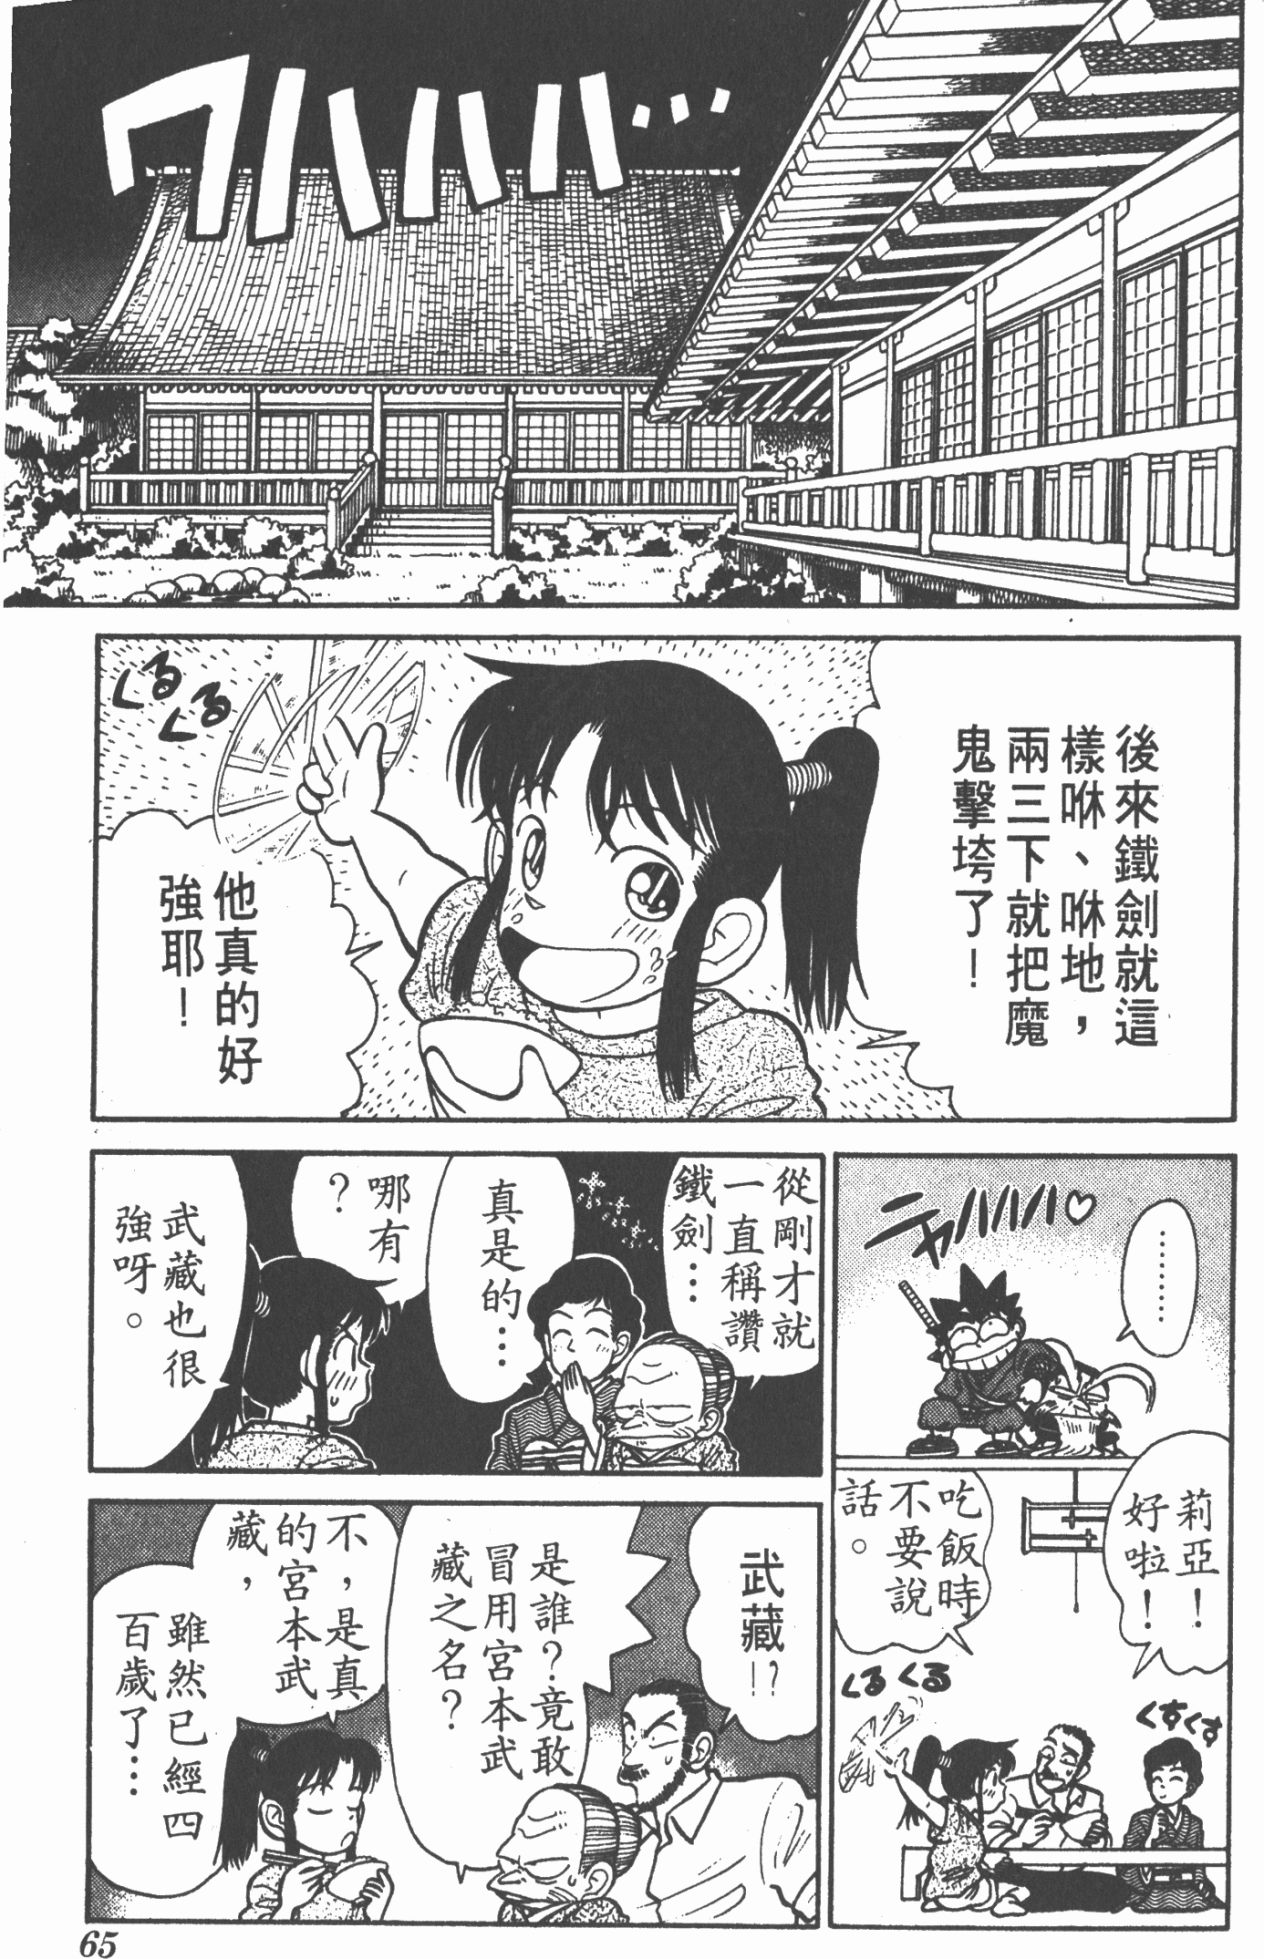 ワハハハハ…
後來鐵劍就這
樣咻、咻地，
兩三下就把魔
鬼擊垮了！
くるくる
他真的好
強耶！
………
ニャハハハハ♡
莉亞！
好啦！
吃飯時
不要說
話。
くるくる
くすくす
從剛才就
一直稱讚
鐵劍…
真是的…
哪有
？
武藏也很
強呀。
武藏！？
是誰？竟敢
冒用宮本武
藏之名？
不，是真
的宮本武
藏，
雖然已經四
百歲了…
65